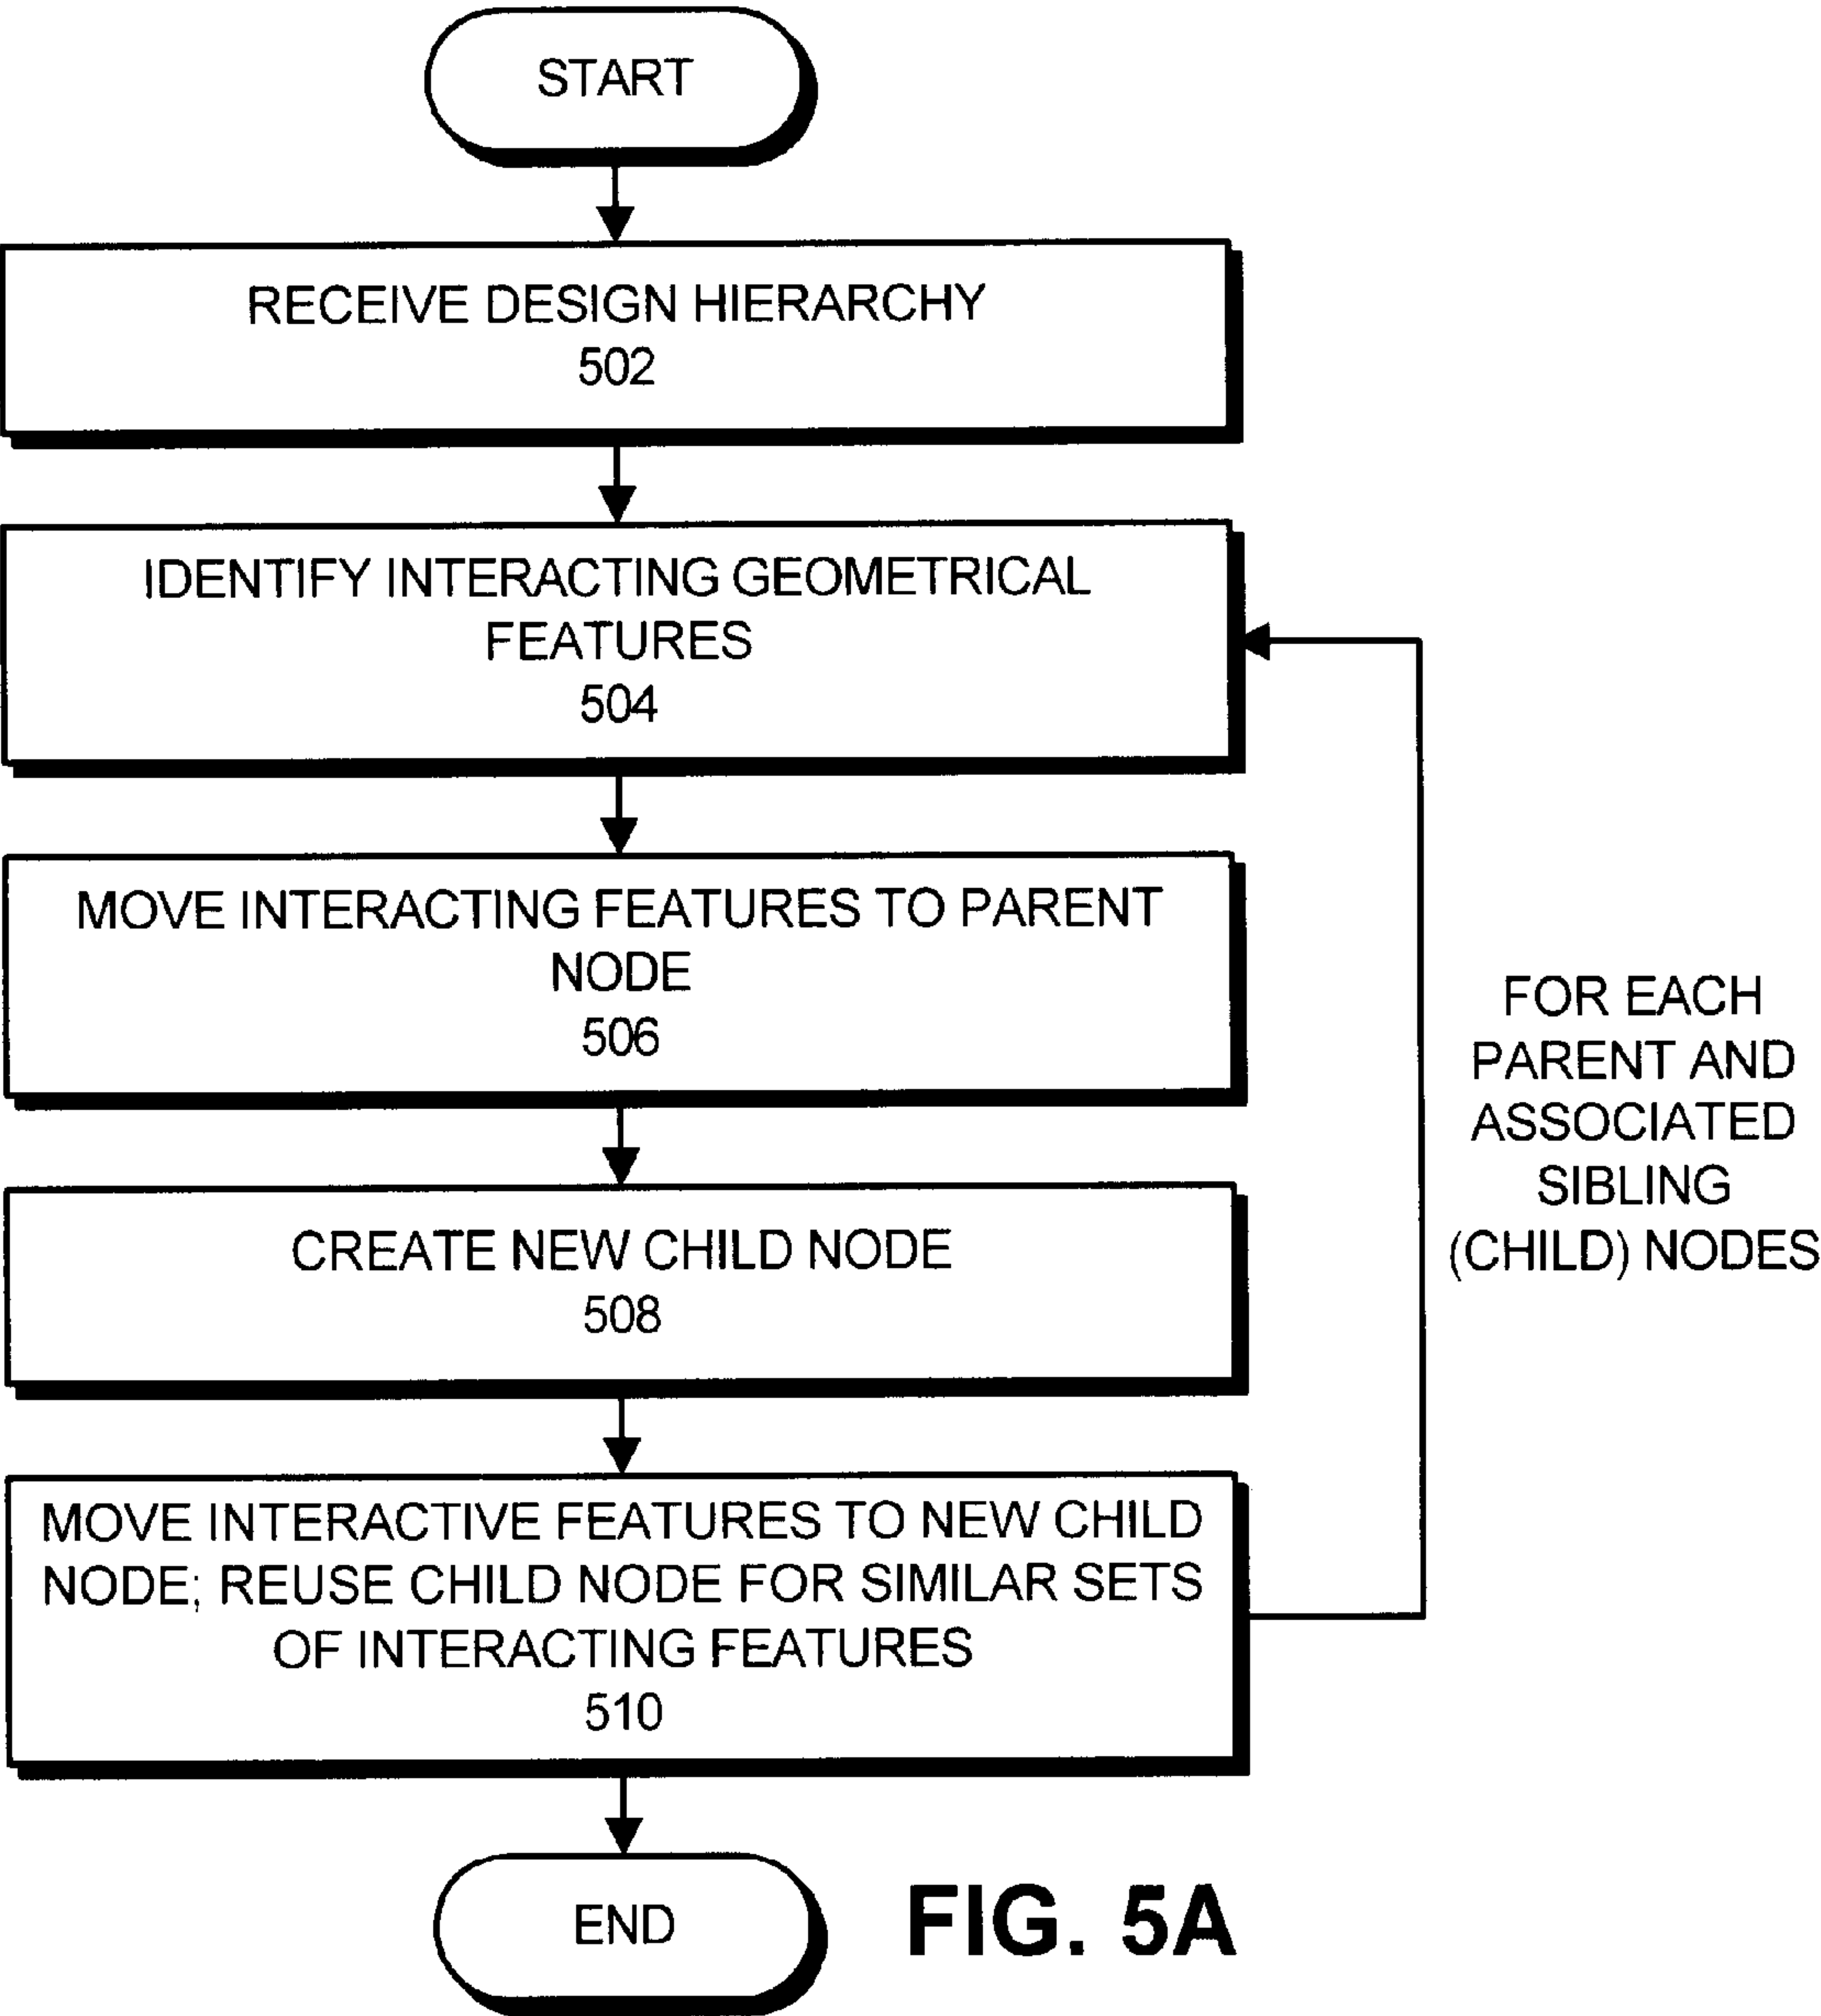 START
RECEIVE DESIGN HIERARCHY
502
IDENTIFY INTERACTING GEOMETRICAL
FEATURES
504
MOVE INTERACTING FEATURES TO PARENT
NODE
506
CREATE NEW CHILD NODE
508
MOVE INTERACTIVE FEATURES TO NEW CHILD
NODE; REUSE CHILD NODE FOR SIMILAR SETS
OF INTERACTING FEATURES
510
FOR EACH
PARENT AND
ASSOCIATED
SIBLING
(CHILD) NODES
END
FIG. 5A